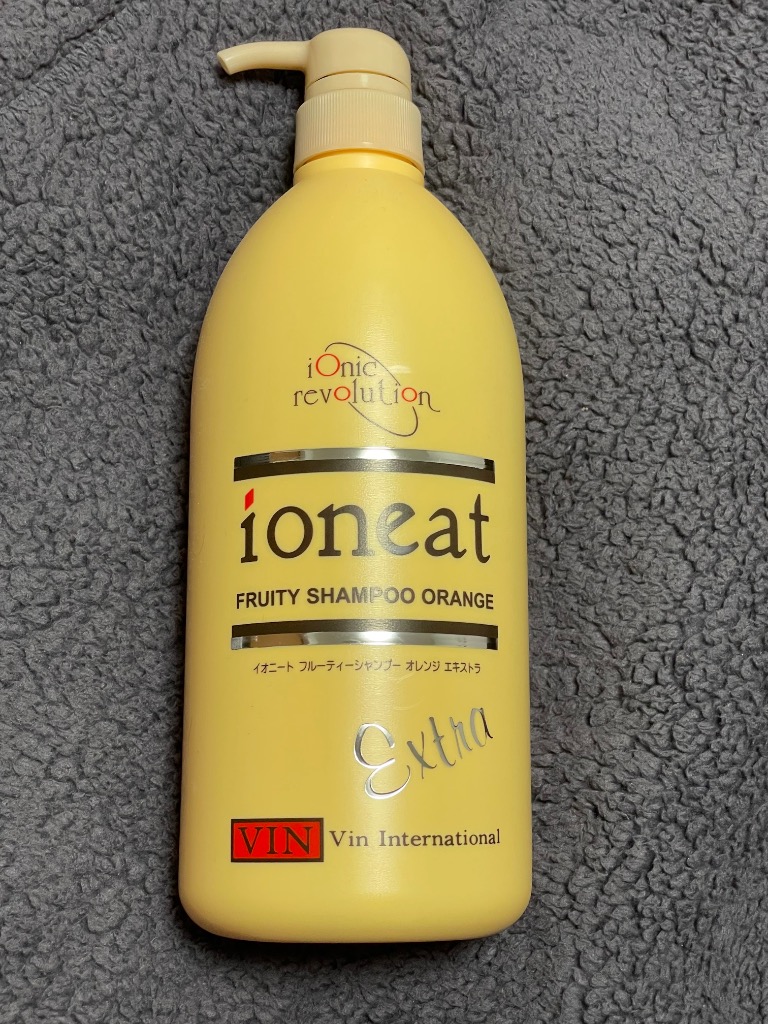 iOnic
revolution
ioneat
FRUITY SHAMPOO ORANGE
イオニート フルーティーシャンプー オレンジ エキストラ
Extra
VIN Vin International